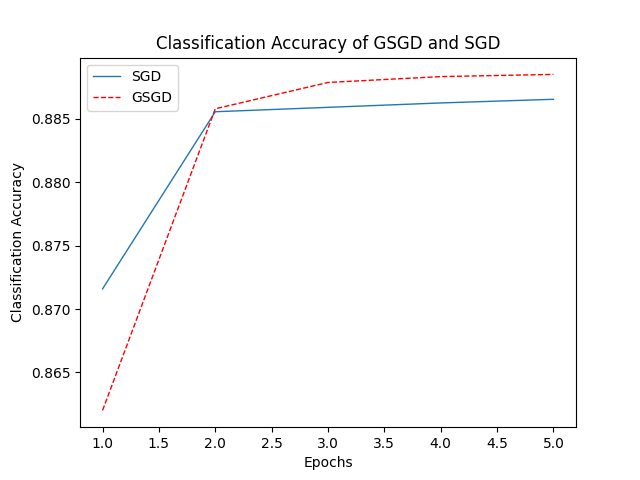 Classification Accuracy of GSGD and SGD
SGD
GSGD
Classification Accuracy
0.885
0.880
0.875
0.870
0.865
1.0 1.5 2.0 2.5 3.0 3.5 4.0 4.5 5.0
Epochs